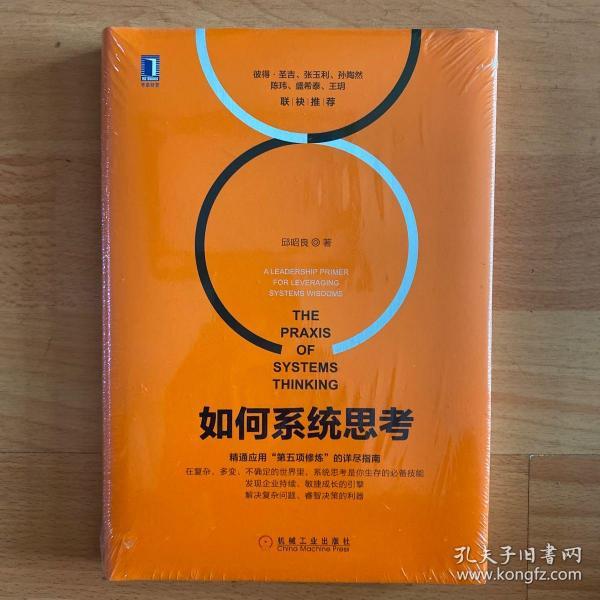 彼得·圣吉、张玉利、孙陶然
陈玮、盛希泰、王玥
联袂推荐
邱昭良◎著
A LEADERSHIP PRIMER
FOR LEVERAGING
SYSTEMS WISDOMS
THE
PRAXIS
OF
SYSTEMS
THINKING
如何系统思考
精通应用“第五项修炼”的详尽指南
在复杂、多变、不确定的世界里，系统思考是你生存的必备技能
发现企业持续、敏捷成长的引擎
解决复杂问题、睿智决策的利器
机械工业出版社
China Machine Press
孔夫子旧书网
www.kongfz.com